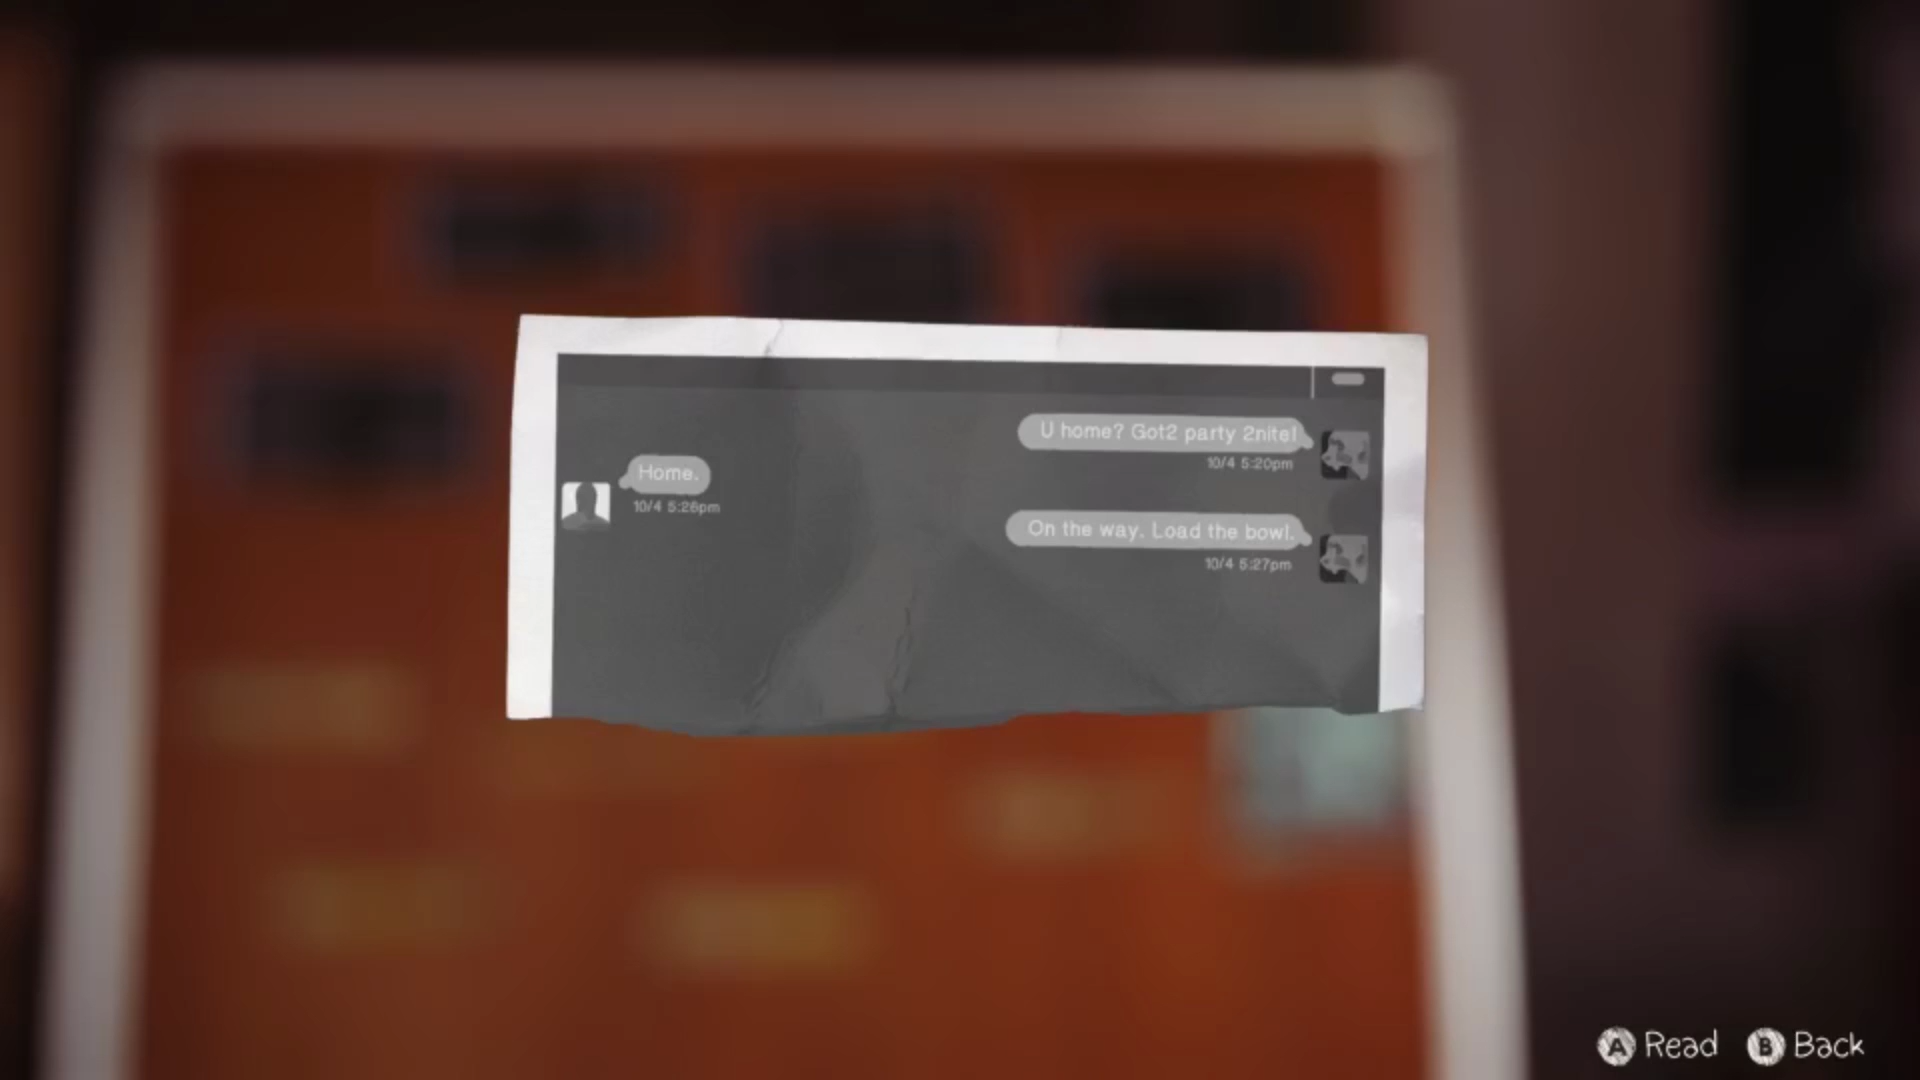 U home? Got2 party 2nite!
10/4 5:20pm
Home.
10/4 5:26pm
On the way. Load the bowl.
10/4 5:27pm
A Read B Back